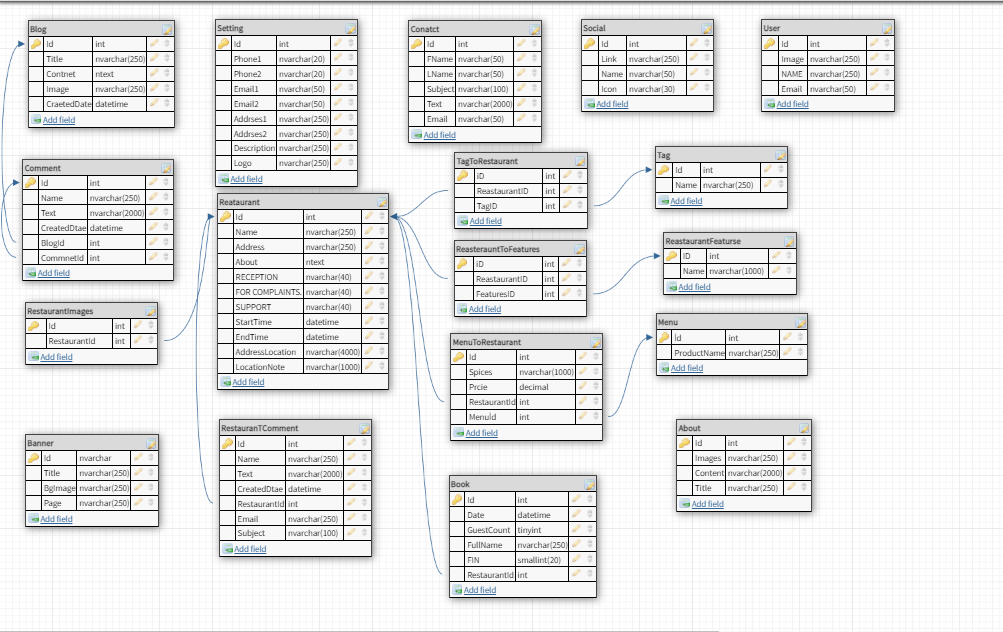 Blog
Id int
Title nvarchar(250)
Contnet ntext
Image nvarchar(250)
CraetedDate datetime
Add field
Setting
Id int
Phone1 nvarchar(20)
Phone2 nvarchar(20)
Email1 nvarchar(50)
Email2 nvarchar(50)
Addrses1 nvarchar(250)
Addrses2 nvarchar(250)
Description nvarchar(250)
Logo nvarchar(250)
Add field
Conatct
Id int
FName nvarchar(50)
LName nvarchar(50)
Subject nvarchar(100)
Text nvarchar(2000)
Email nvarchar(50)
Add field
Social
Id int
Link nvarchar(250)
Name nvarchar(50)
Icon nvarchar(30)
Add field
User
Id int
Image nvarchar(250)
NAME nvarchar(250)
Email nvarchar(50)
Add field
Comment
Id int
Name nvarchar(250)
Text nvarchar(2000)
CreatedDtae datetime
BlogId int
CommnetId int
Add field
Reataurant
Id int
Name nvarchar(250)
Address nvarchar(250)
About ntext
RECEPTION nvarchar(40)
FOR COMPLAINTS. nvarchar(40)
SUPPORT nvarchar(40)
StartTime datetime
EndTime datetime
AddressLocation nvarchar(4000)
LocationNote nvarchar(1000)
Add field
TagToRestaurant
iD int
ReastaurantID int
TagID int
Add field
Tag
Id int
Name nvarchar(250)
Add field
ReasterauntToFeatures
iD int
ReastaurantID int
FeaturesID int
Add field
ReastaurantFeaturse
ID int
Name nvarchar(1000)
Add field
RestaurantImages
Id int
RestaurantId int
Add field
MenuToRestaurant
Id int
Spices nvarchar(1000)
Prcie decimal
RestaurantId int
MenuId int
Add field
Menu
Id int
ProductName nvarchar(250)
Add field
Banner
Id nvarchar
Title nvarchar(250)
BgImage nvarchar(250)
Page nvarchar(250)
Add field
RestauranTComment
Id int
Name nvarchar(250)
Text nvarchar(2000)
CreatedDtae datetime
RestaurantId int
Email nvarchar(250)
Subject nvarchar(100)
Add field
Book
Id int
Date datetime
GuestCount tinyint
FullName nvarchar(250)
FIN smallint(20)
RestaurantId int
Add field
About
Id int
Images nvarchar(250)
Content nvarchar(2000)
Title nvarchar(250)
Add field